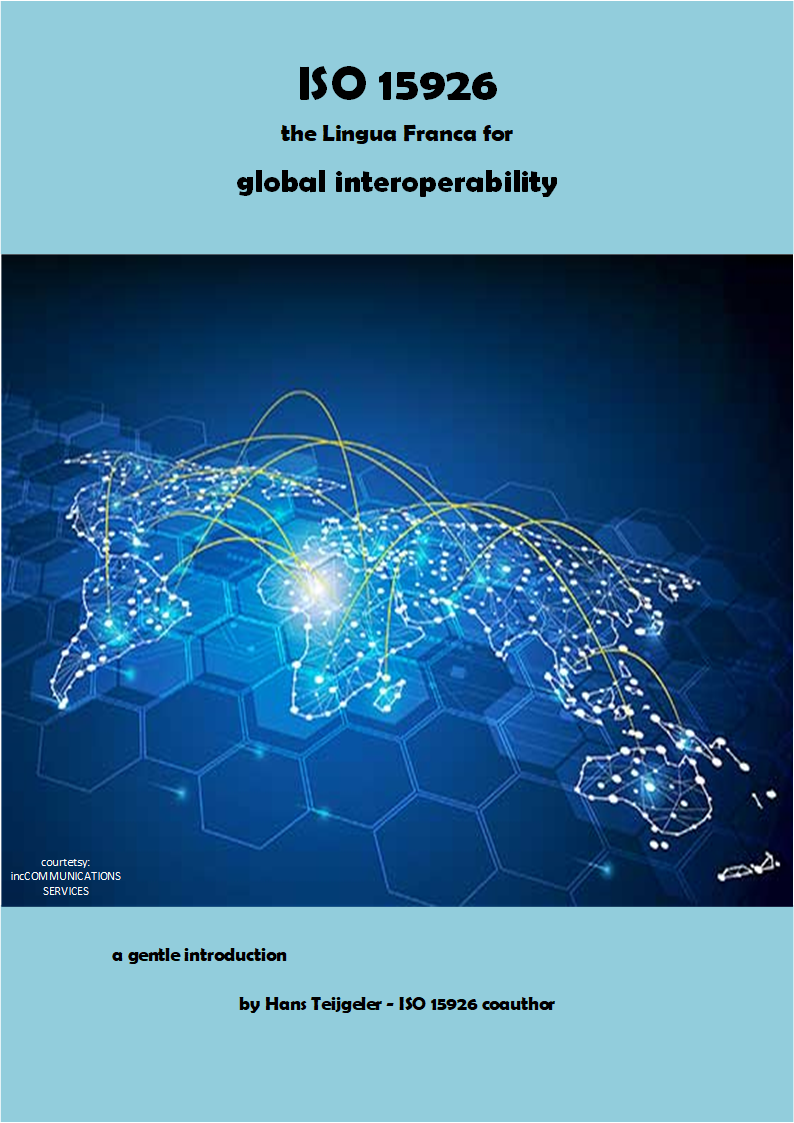 ISO 15926
the Lingua Franca for
global interoperability
courtetsy:
incCOMMUNICATIONS
SERVICES
a gentle introduction
by Hans Teijgeler - ISO 15926 coauthor